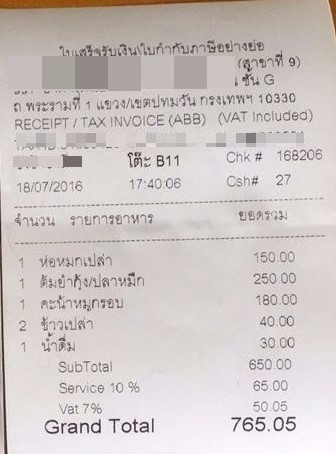 ใบเสร็จรับเงิน\ใบกำกับภาษีอย่างย่อ
(สาขาที่ 9)
ชั้น G
ถ.พระรามที่ 1 แขวง/เขตปทุมวัน กรุงเทพฯ 10330
RECEIPT / TAX INVOICE (ABB) (VAT Included)
โต๊ะ B11 Chk # 168206
18/07/2016 17:40:06 Csh# 27
จำนวน รายการอาหาร ยอดรวม
1 ห่อหมกเปล่า 150.00
1 ต้มยำกุ้ง/ปลาหมึก 250.00
1 คะน้าหมูกรอบ 180.00
2 ข้าวเปล่า 40.00
1 น้ำดื่ม 30.00
SubTotal 650.00
Service 10 % 65.00
Vat 7% 50.05
Grand Total 765.05